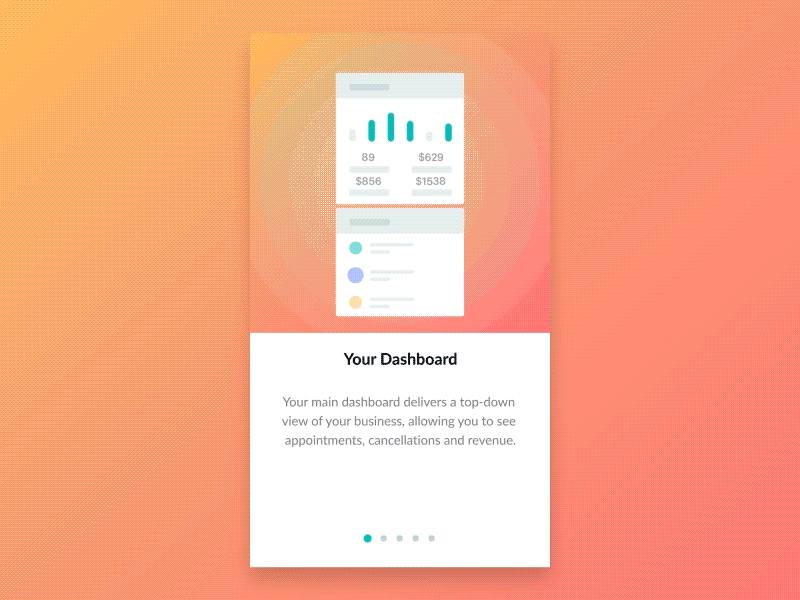 89 $629
$856 $1538
Your Dashboard
Your main dashboard delivers a top-down
view of your business, allowing you to see
appointments, cancellations and revenue.